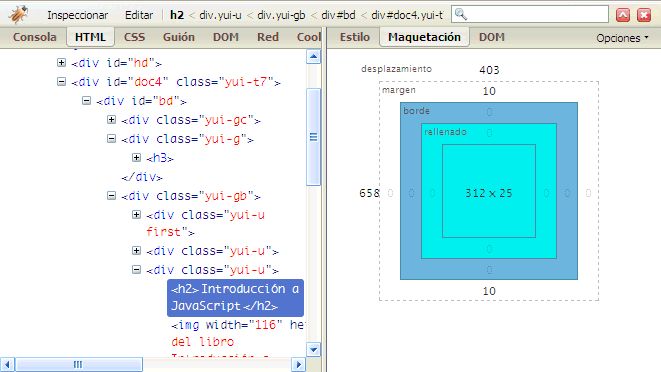 Inspeccionar Editar h2 < div.yui-u < div.yui-gb < div#bd < div#doc4.yui-t
Consola HTML CSS Guión DOM Red Cool
Estilo Maquetación DOM Opciones
<div id="hd">
<div id="doc4" class="yui-t7">
<div id="bd">
<div class="yui-gc">
<div class="yui-g">
<h3>
</div>
<div class="yui-gb">
<div class="yui-u
first">
<div class="yui-u">
<div class="yui-u">
<h2>Introducción a
JavaScript</h2>
<img width="116" he
del libro
Introducción a
desplazamiento 403
margen 10
borde 0
rellenado 0
658 0 0 0 312 x 25 0 0 0
0
0
10